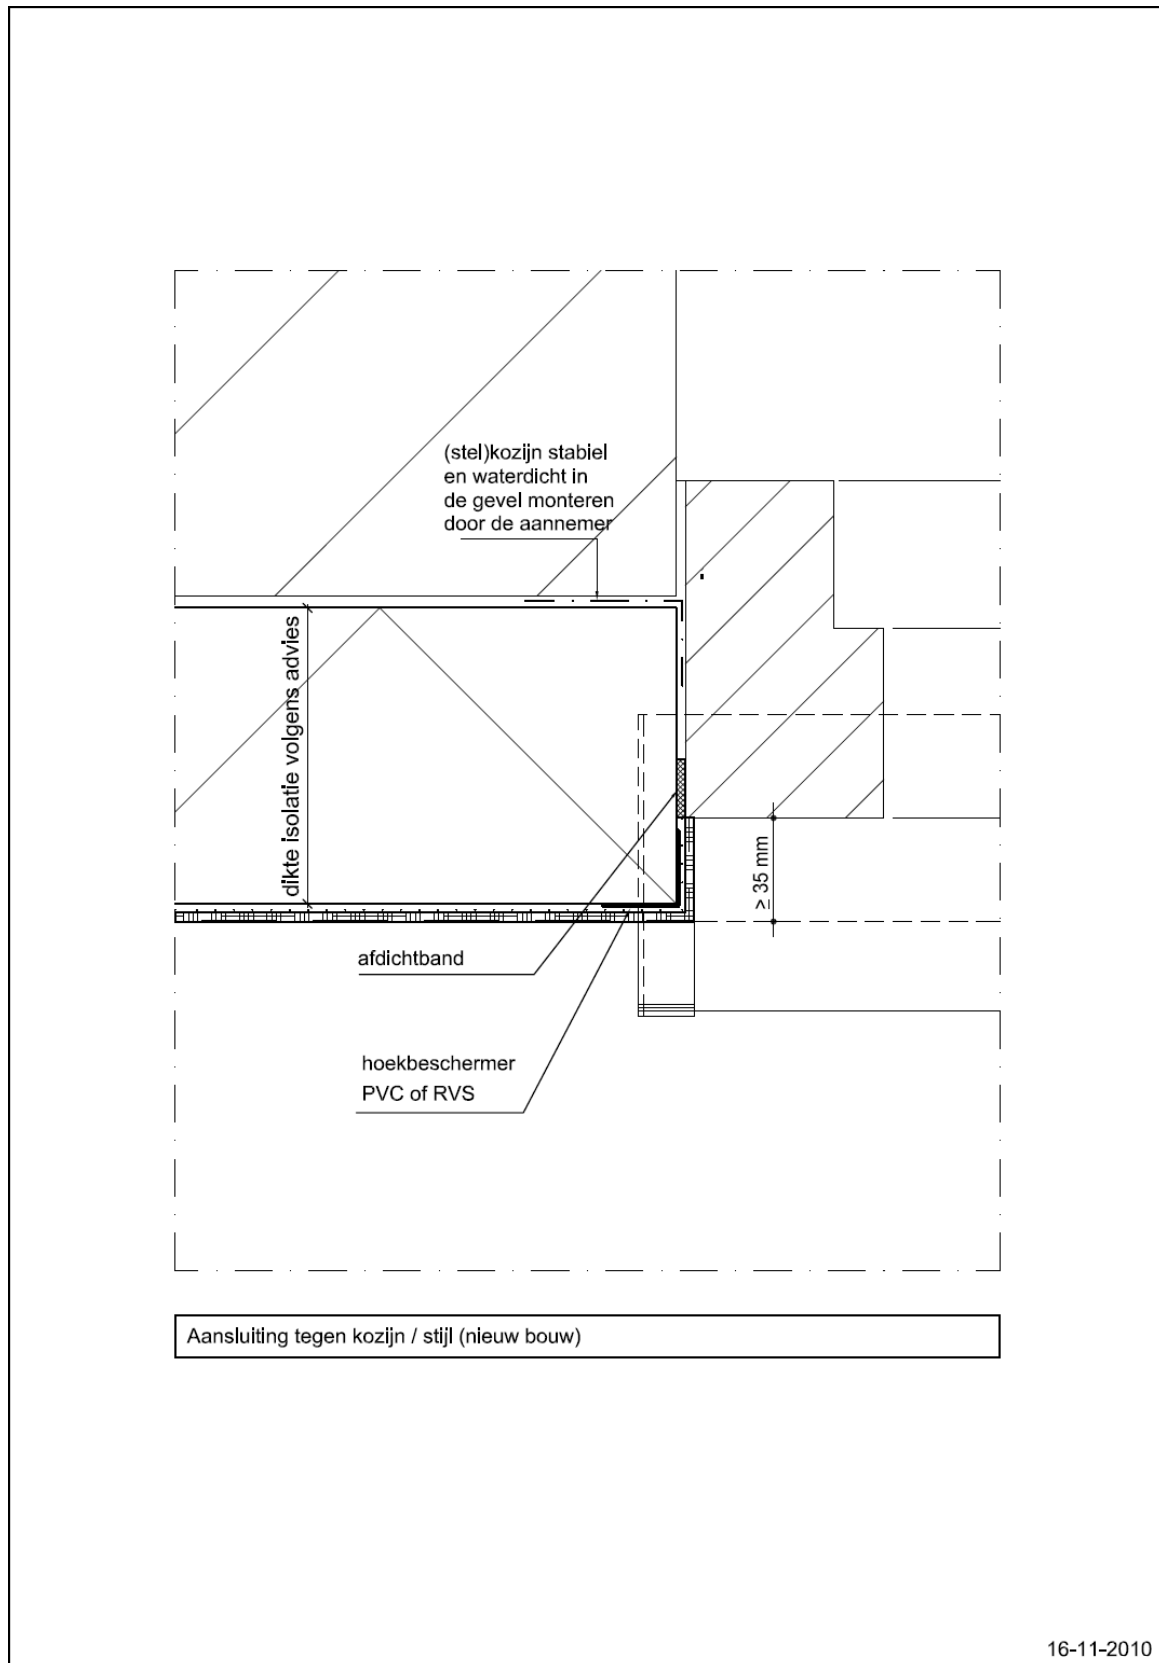 (stel)kozijn stabiel
en waterdicht in
de gevel monteren
door de aannemer
dikte isolatie volgens advies
≥ 35 mm
afdichtband
hoekbeschermer
PVC of RVS
Aansluiting tegen kozijn / stijl (nieuw bouw)
16-11-2010